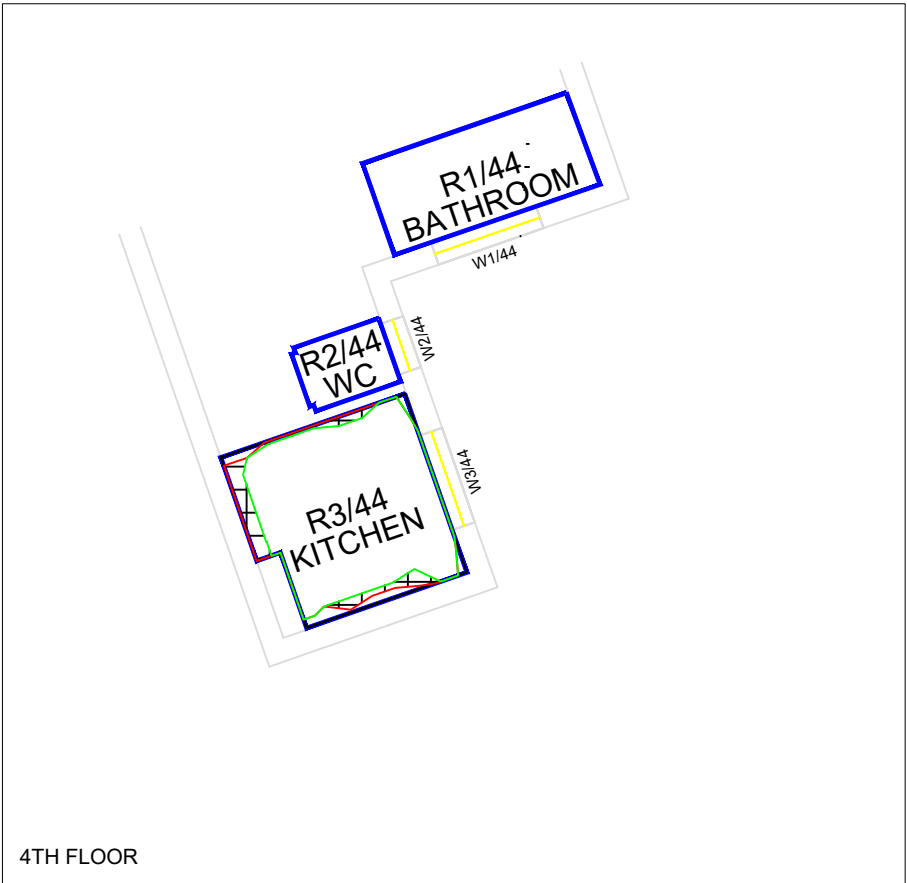 R1/44
BATHROOM
W1/44
W2/44
R2/44
WC
W3/44
R3/44
KITCHEN
4TH FLOOR